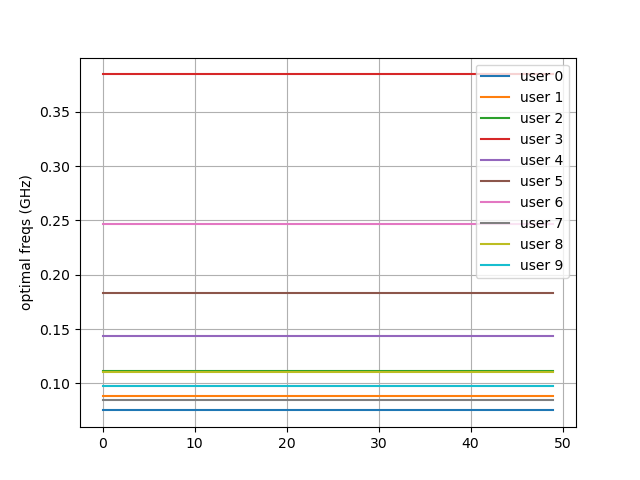 optimal freqs (GHz)
0.35
0.30
0.25
0.20
0.15
0.10
0
10
20
30
40
50
user 0
user 1
user 2
user 3
user 4
user 5
user 6
user 7
user 8
user 9